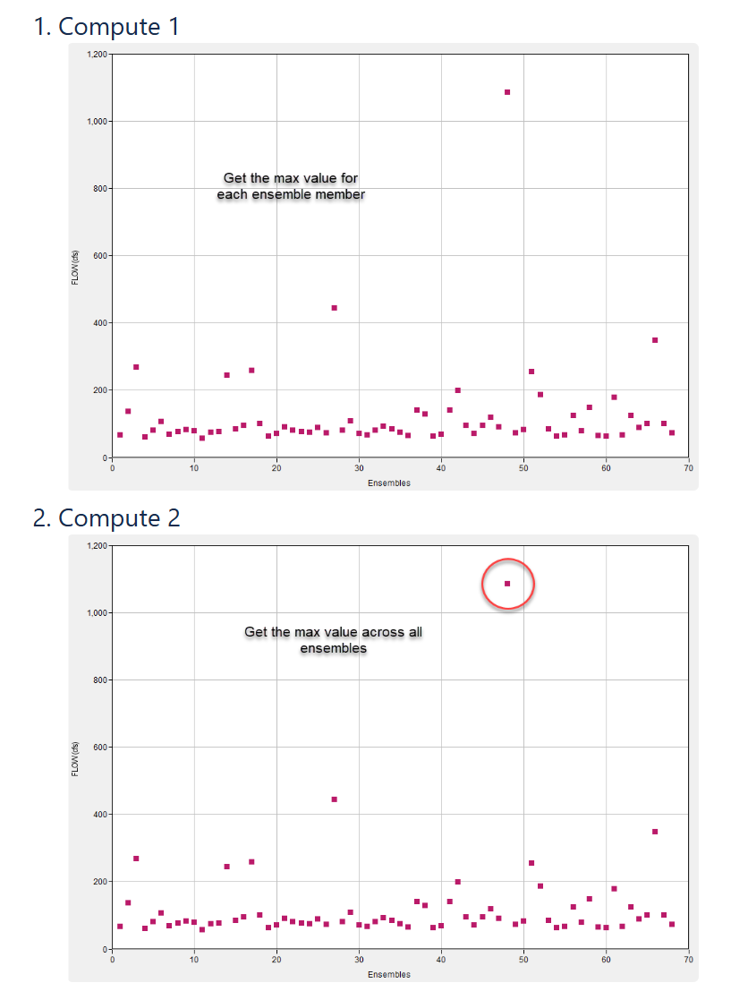 1. Compute 1
1,200
1,000
Get the max value for
each ensemble member
800
600
FLOW (cfs)
400
200
0
0 10 20 30 40 50 60 70
Ensembles
2. Compute 2
1,200
1,000
Get the max value across all
ensembles
800
600
FLOW (cfs)
400
200
0
0 10 20 30 40 50 60 70
Ensembles